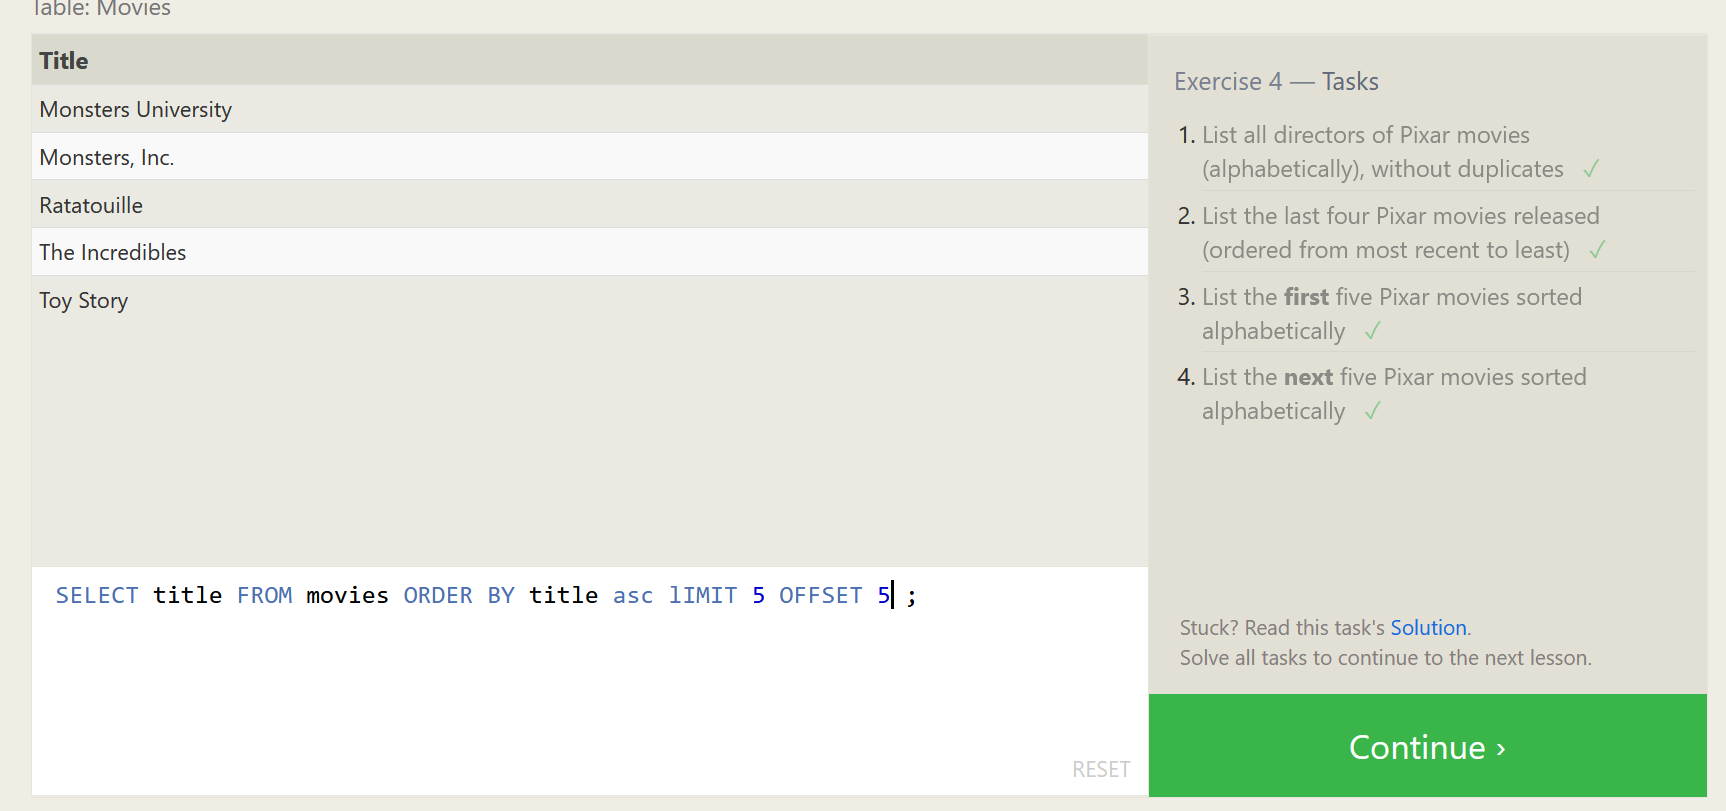 Table: Movies
Title
Monsters University
Monsters, Inc.
Ratatouille
The Incredibles
Toy Story
SELECT title FROM movies ORDER BY title asc lIMIT 5 OFFSET 5 ;
RESET
Exercise 4 — Tasks
1. List all directors of Pixar movies
(alphabetically), without duplicates ✓
2. List the last four Pixar movies released
(ordered from most recent to least) ✓
3. List the first five Pixar movies sorted
alphabetically ✓
4. List the next five Pixar movies sorted
alphabetically ✓
Stuck? Read this task's Solution.
Solve all tasks to continue to the next lesson.
Continue ›